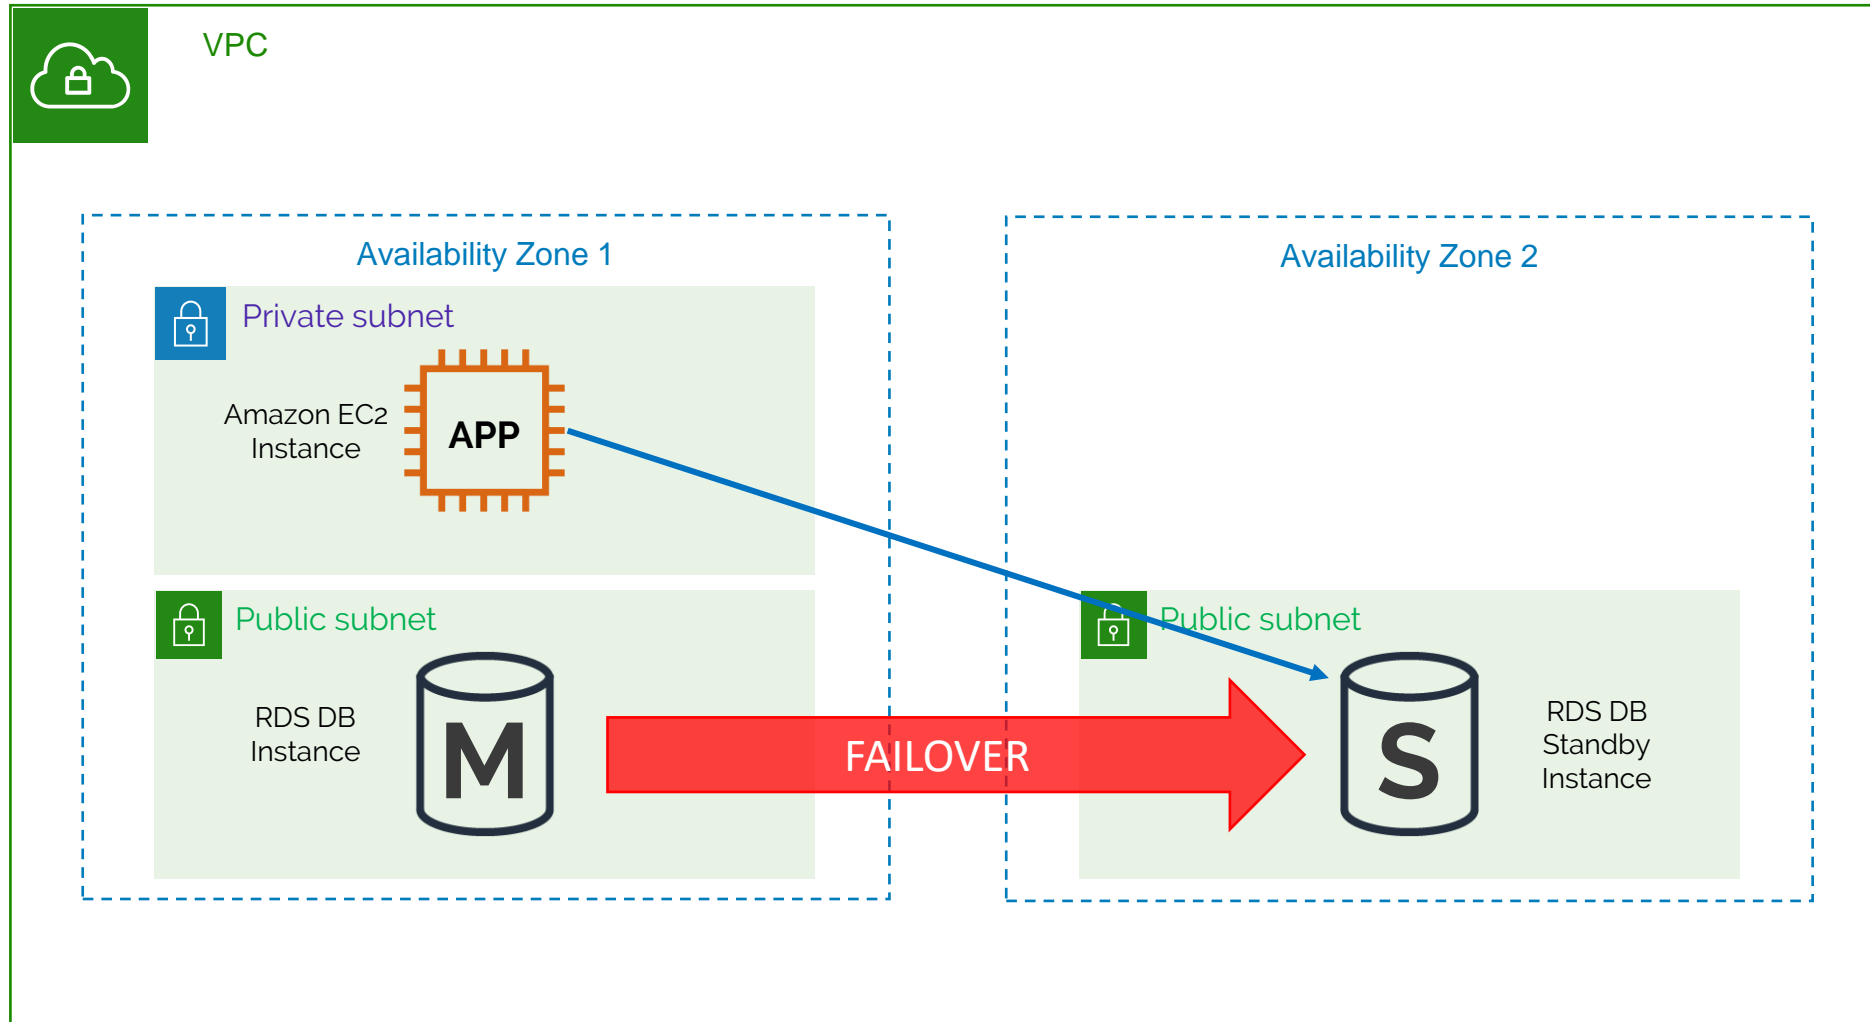 VPC
Availability Zone 1
Private subnet
Amazon EC2
Instance
APP
Public subnet
RDS DB
Instance
M
FAILOVER
Availability Zone 2
Public subnet
S
RDS DB
Standby
Instance